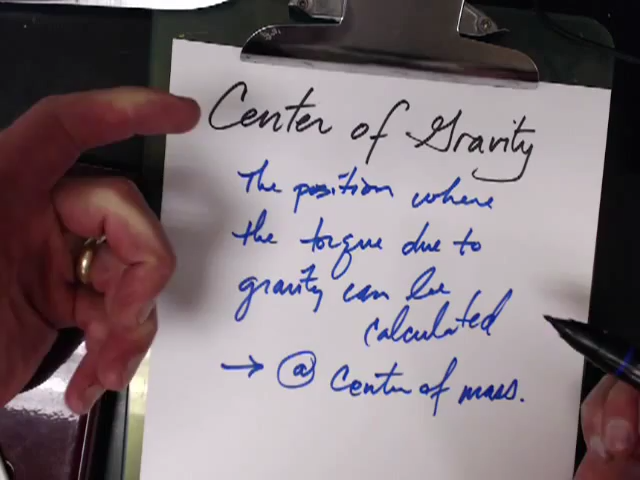 Center of Gravity
The position where
the torque due to
gravity can be
calculated
→ @ Center of mass.